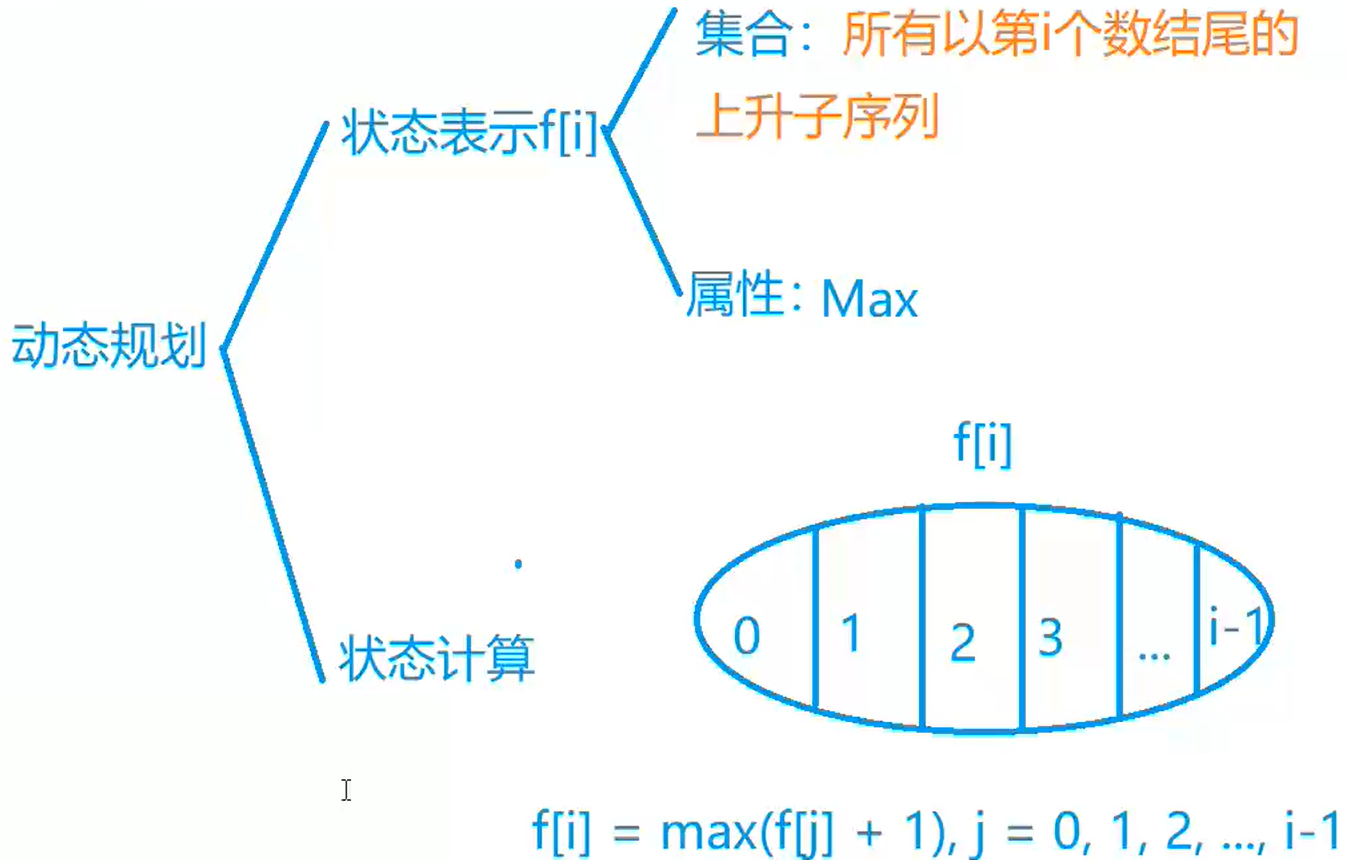 集合：所有以第i个数结尾的
上升子序列
状态表示f[i]
属性：Max
动态规划
f[i]
0 1 2 3 ... i-1
状态计算
f[i] = max(f[j] + 1), j = 0, 1, 2, ..., i-1